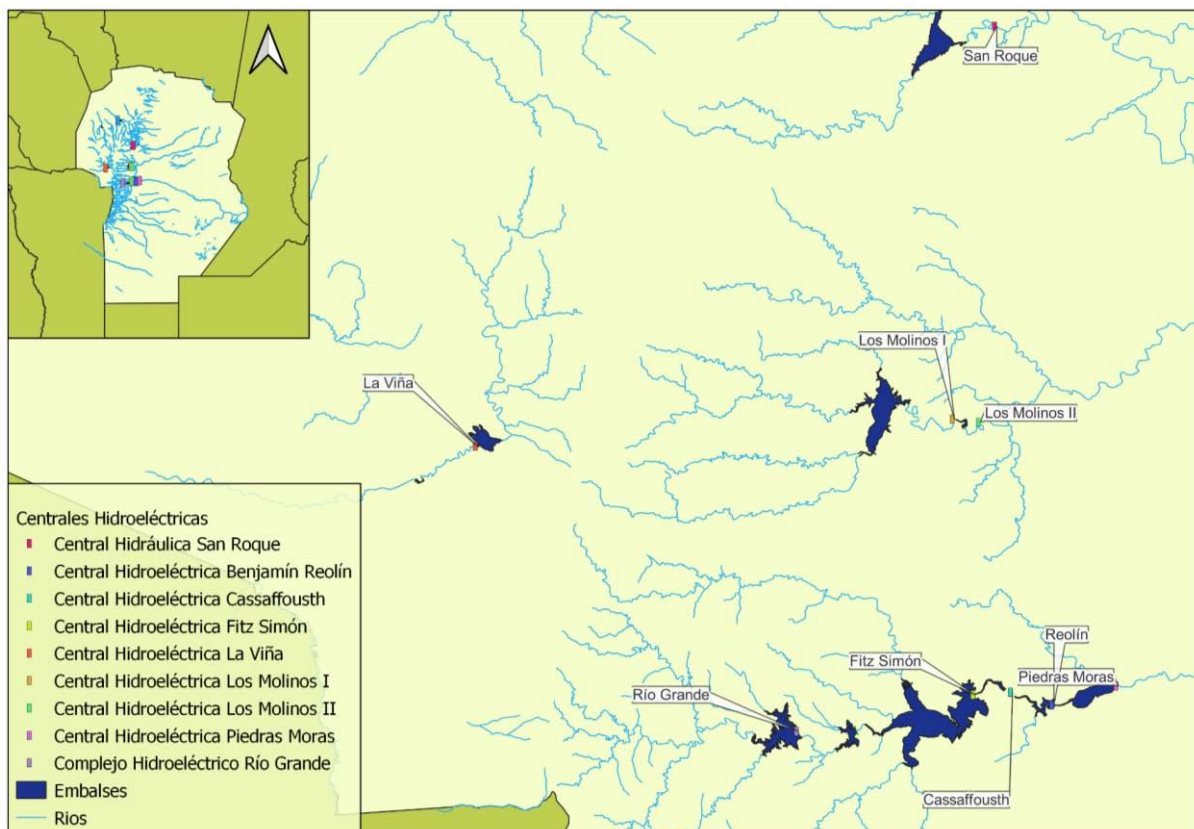 San Roque
Los Molinos I
La Viña
Los Molinos II
Reolín
Fitz Simón
Piedras Moras
Río Grande
Cassaffousth
Centrales Hidroeléctricas
Central Hidráulica San Roque
Central Hidroeléctrica Benjamín Reolín
Central Hidroeléctrica Cassaffousth
Central Hidroeléctrica Fitz Simón
Central Hidroeléctrica La Viña
Central Hidroeléctrica Los Molinos I
Central Hidroeléctrica Los Molinos II
Central Hidroeléctrica Piedras Moras
Complejo Hidroeléctrico Río Grande
Embalses
Rios